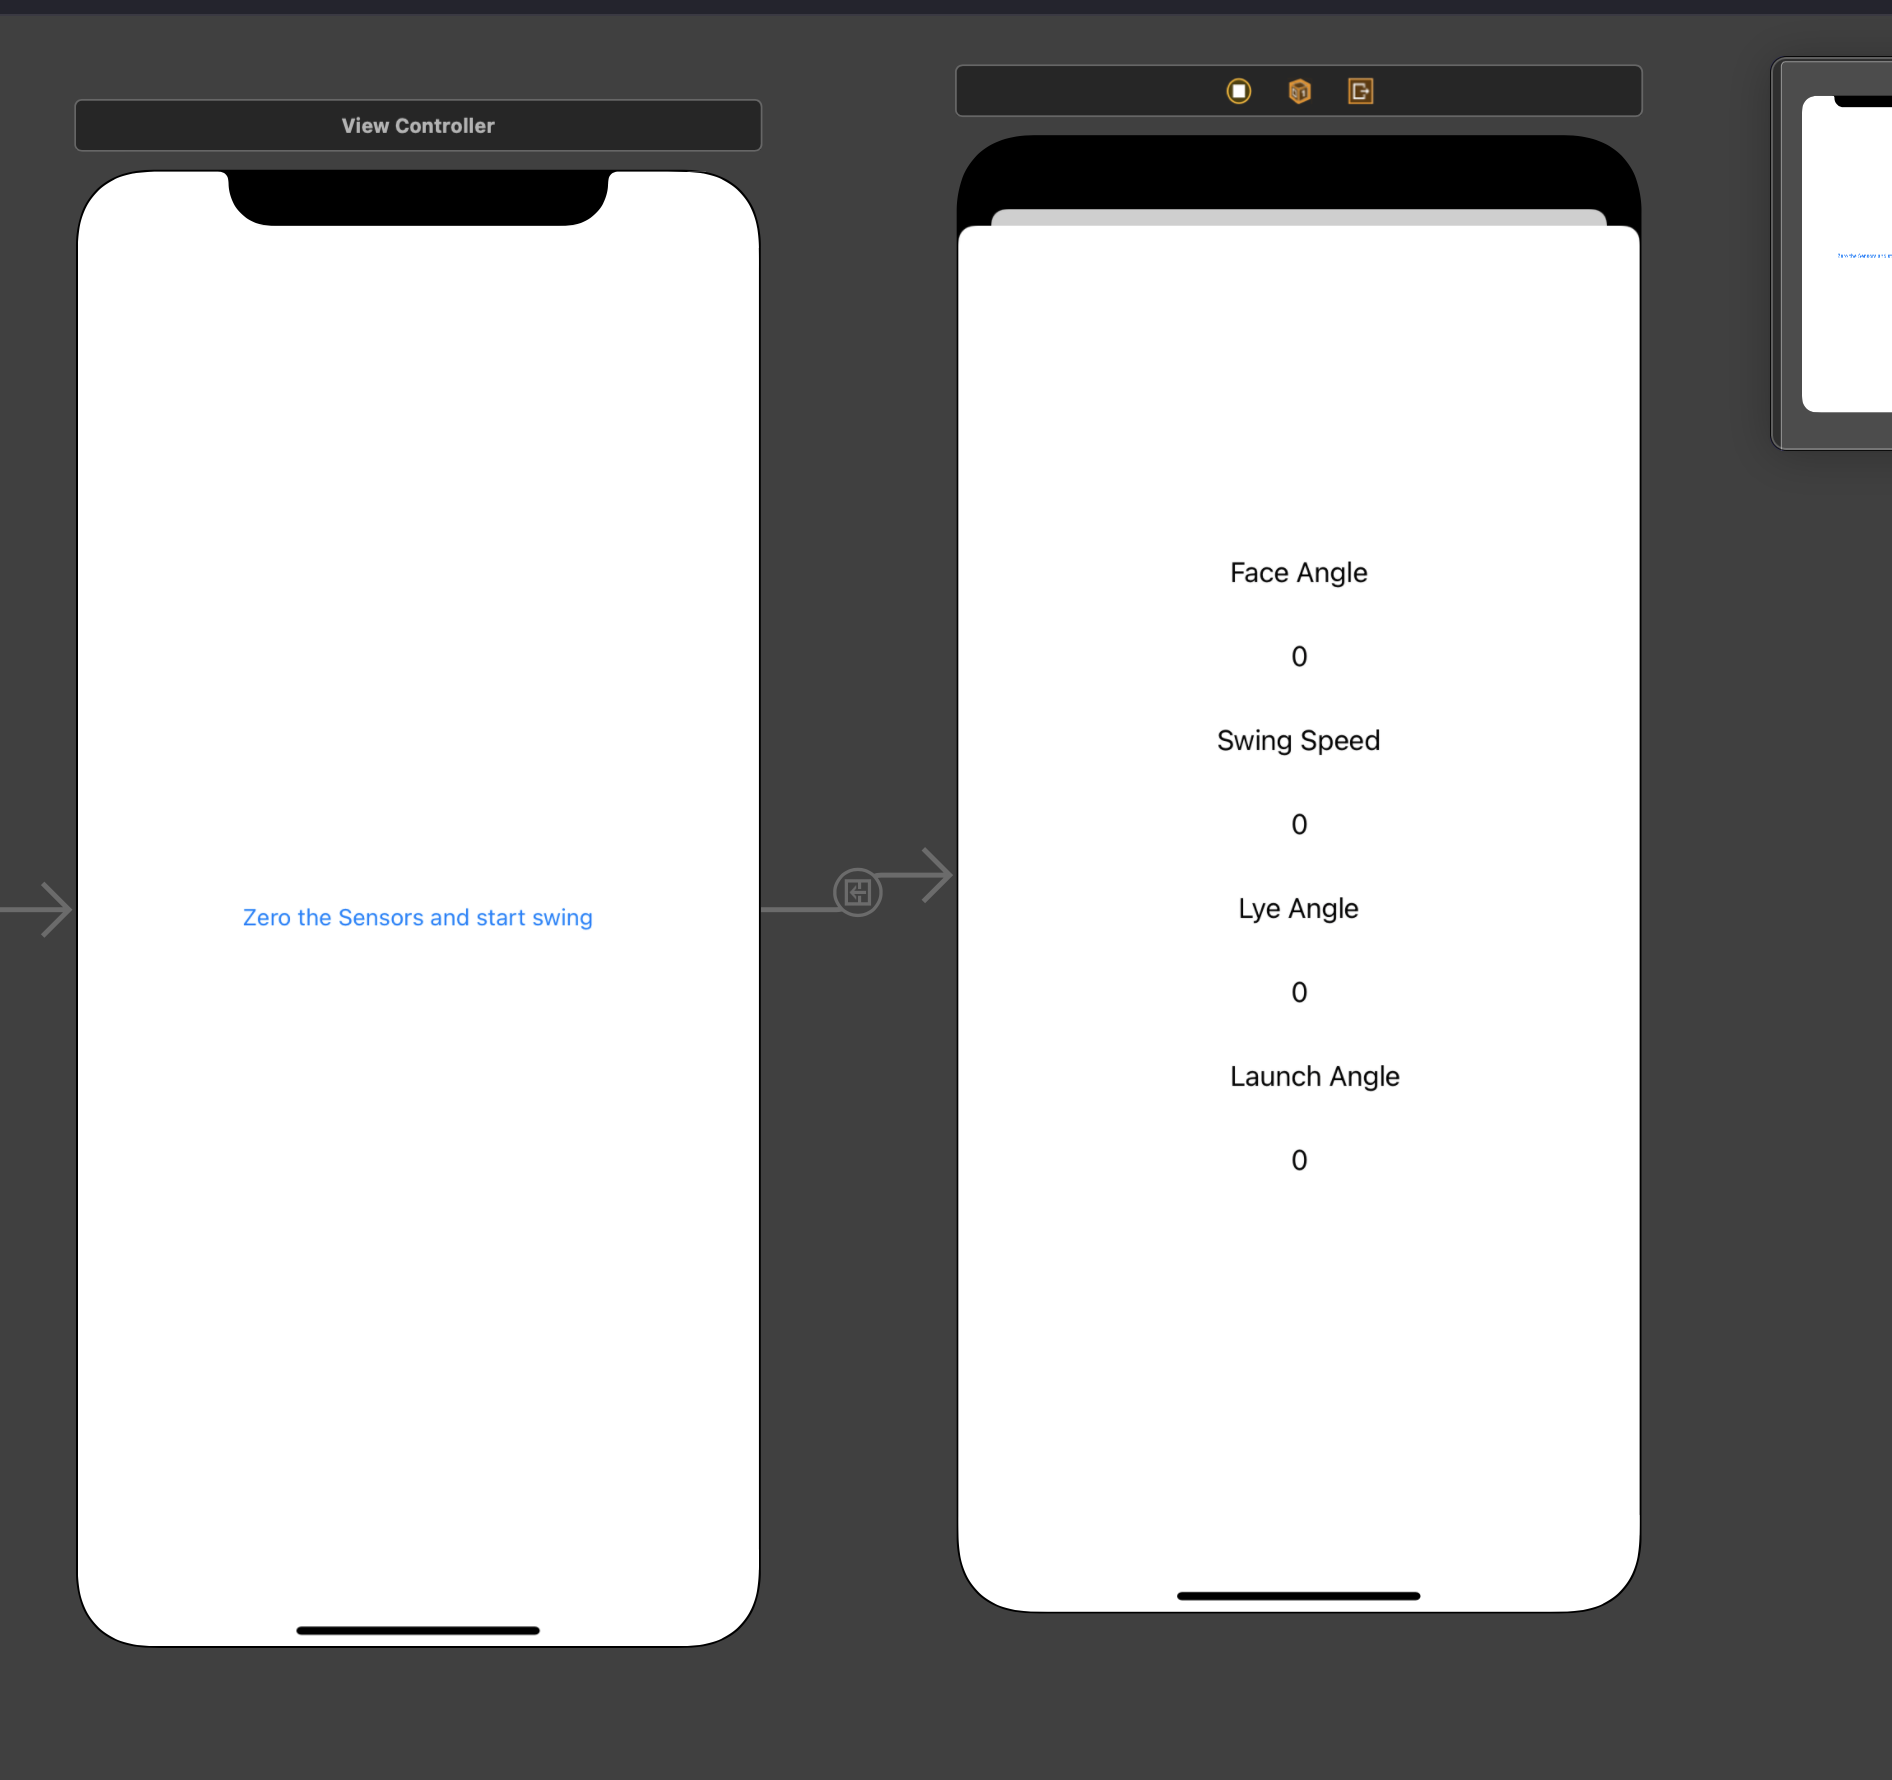 View Controller
Zero the Sensors and start swing
Face Angle
0
Swing Speed
0
Lye Angle
0
Launch Angle
0